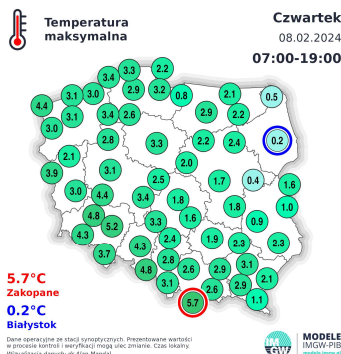 Temperatura
maksymalna
Czwartek
08.02.2024
07:00-19:00
3.4 3.3 2.2
3.1 3.0 2.9 3.2 0.8 2.1 0.5
4.4 3.1 3.4 2.6 2.9 2.2
3.0 2.8 3.3 2.2 2.4 0.2
2.1 2.0
3.9 3.1 2.5 1.7 0.4 1.6
3.0 4.4 3.4 1.8 1.8 1.0
4.8 5.2 3.3 1.6 0.9
4.3 4.3 2.4 1.9 2.3 2.3
3.7 2.8 3.1
4.8 2.6 2.9 2.1
3.1 2.6 2.9
5.7 1.1
5.7°C
Zakopane
0.2°C
Białystok
Dane operacyjne ze stacji synoptycznych. Prezentowane wartości
w procesie kontroli i weryfikacji mogą ulec zmianie. Czas lokalny.
IM
GW
MODELE
IMGW-PIB